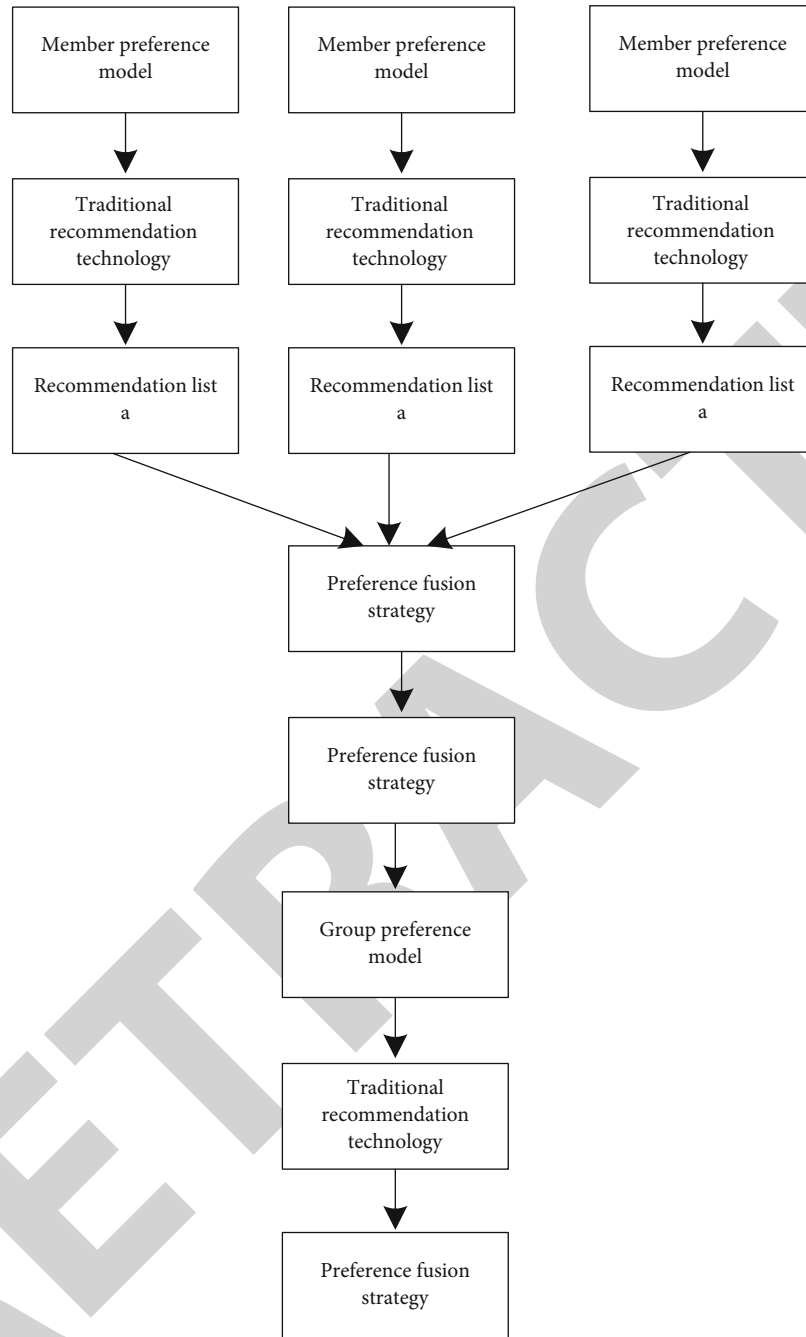 Member preference
model
Member preference
model
Member preference
model
Traditional
recommendation
technology
Traditional
recommendation
technology
Traditional
recommendation
technology
Recommendation list
a
Recommendation list
a
Recommendation list
a
Preference fusion
strategy
Preference fusion
strategy
Group preference
model
Traditional
recommendation
technology
Preference fusion
strategy
ETRACT